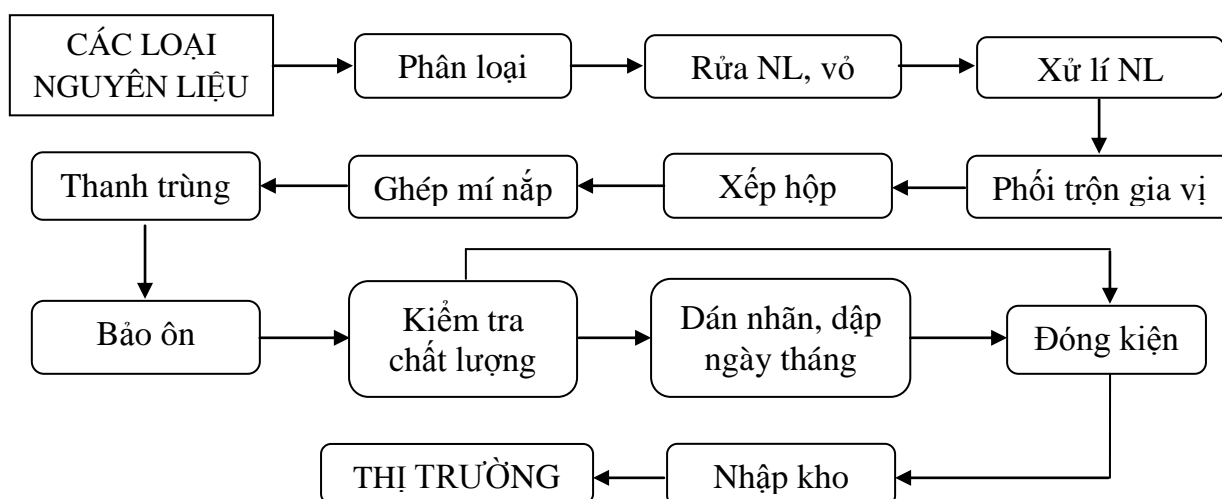 CÁC LOẠI
NGUYÊN LIỆU
Phân loại
Rửa NL, vỏ
Xử lí NL
Phối trộn gia vị
Xếp hộp
Ghép mí nắp
Thanh trùng
Bảo ôn
Kiểm tra
chất lượng
Dán nhãn, dập
ngày tháng
Đóng kiện
Nhập kho
THỊ TRƯỜNG